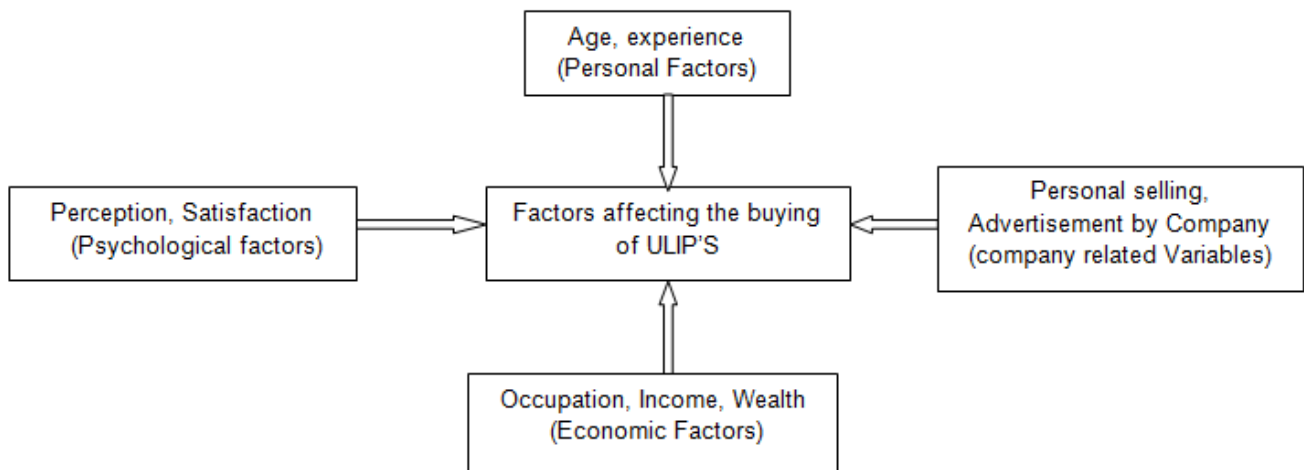 Age, experience
(Personal Factors)
Perception, Satisfaction
(Psychological factors)
Factors affecting the buying
of ULIP'S
Personal selling,
Advertisement by Company
(company related Variables)
Occupation, Income, Wealth
(Economic Factors)